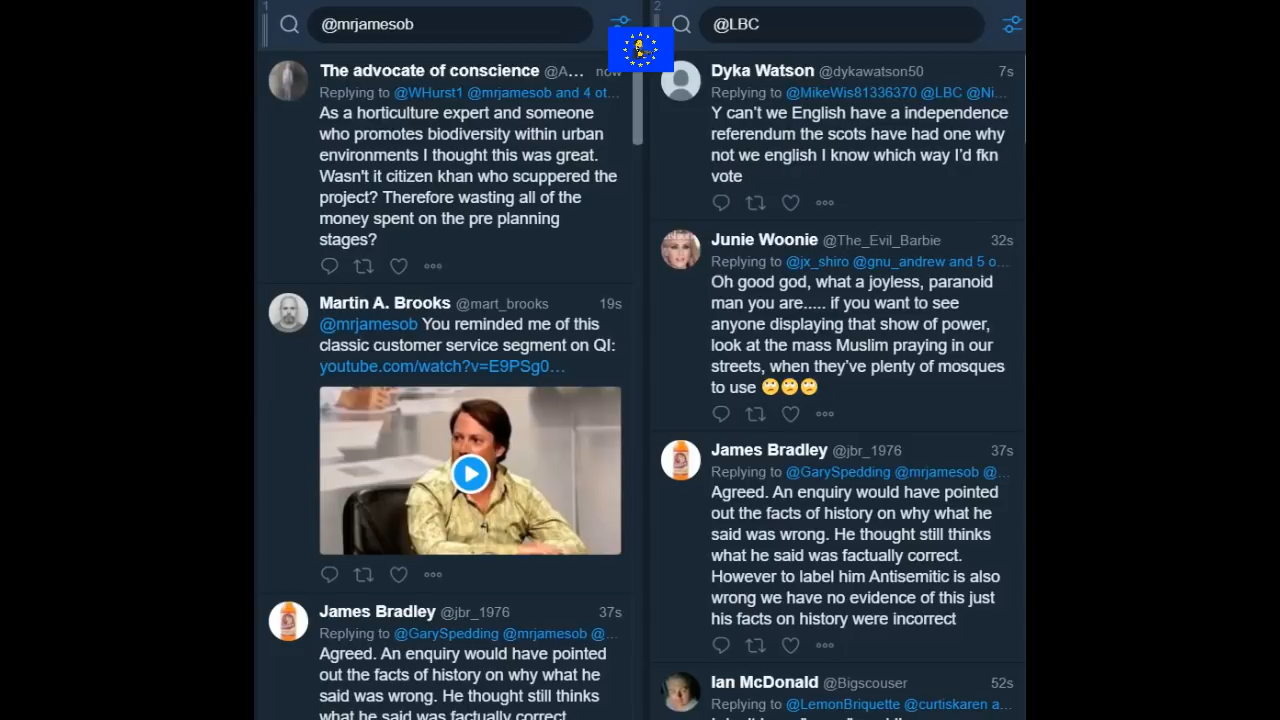 1
@mrjamesob
The advocate of conscience @A... now
Replying to @WHurst1 @mrjamesob and 4 ot...
As a horticulture expert and someone
who promotes biodiversity within urban
environments I thought this was great.
Wasn't it citizen khan who scuppered the
project? Therefore wasting all of the
money spent on the pre planning
stages?
Martin A. Brooks @mart_brooks 19s
@mrjamesob You reminded me of this
classic customer service segment on QI:
youtube.com/watch?v=E9PSg0...
James Bradley @jbr_1976 37s
Replying to @GarySpedding @mrjamesob @...
Agreed. An enquiry would have pointed
out the facts of history on why what he
said was wrong. He thought still thinks
what he said was factually correct.
2
@LBC
Dyka Watson @dykawatson50 7s
Replying to @MikeWis81336370 @LBC @Ni...
Y can't we English have a independence
referendum the scots have had one why
not we english I know which way I'd fkn
vote
Junie Woonie @The_Evil_Barbie 32s
Replying to @jx_shiro @gnu_andrew and 5 o...
Oh good god, what a joyless, paranoid
man you are..... if you want to see
anyone displaying that show of power,
look at the mass Muslim praying in our
streets, when they've plenty of mosques
to use 🙄🙄🙄
James Bradley @jbr_1976 37s
Replying to @GarySpedding @mrjamesob @...
Agreed. An enquiry would have pointed
out the facts of history on why what he
said was wrong. He thought still thinks
what he said was factually correct.
However to label him Antisemitic is also
wrong we have no evidence of this just
his facts on history were incorrect
Ian McDonald @Bigscouser 52s
Replying to @LemonBriquette @curtiskaren a...